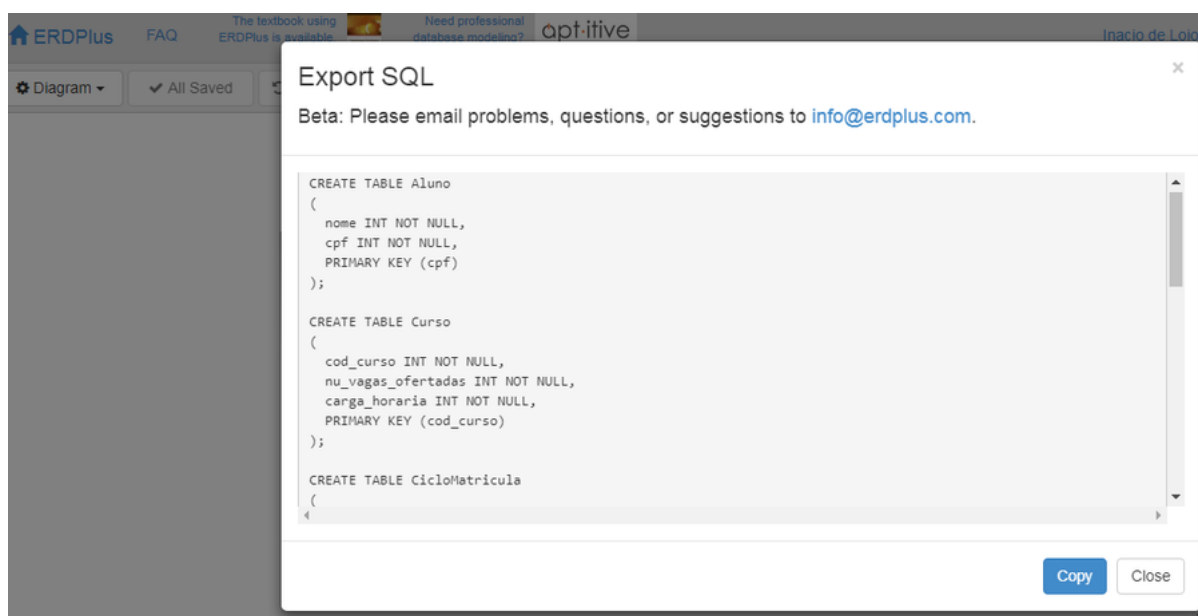 ERDPlus
FAQ
The textbook using
ERDPlus is available
Need professional
database modeling?
apt·itive
Inacio de Loio
Diagram
All Saved
Export SQL
×
Beta: Please email problems, questions, or suggestions to info@erdplus.com.
CREATE TABLE Aluno
(
nome INT NOT NULL,
cpf INT NOT NULL,
PRIMARY KEY (cpf)
);
CREATE TABLE Curso
(
cod_curso INT NOT NULL,
nu_vagas_ofertadas INT NOT NULL,
carga_horaria INT NOT NULL,
PRIMARY KEY (cod_curso)
);
CREATE TABLE CicloMatricula
(
Copy
Close